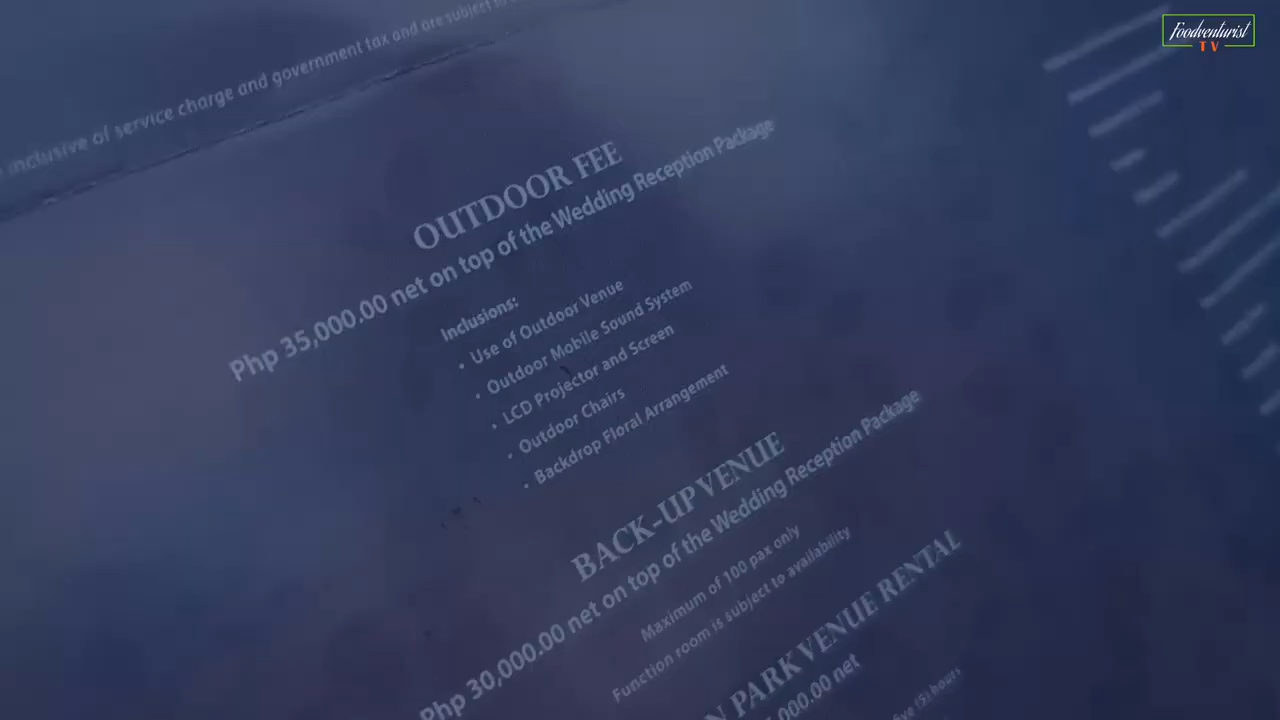 Foodventurist
TV
inclusive of service charge and government tax and are subject to
OUTDOOR FEE
Php 35,000.00 net on top of the Wedding Reception Package
Inclusions:
• Use of Outdoor Venue
• Outdoor Mobile Sound System
• LCD Projector and Screen
• Outdoor Chairs
• Backdrop Floral Arrangement
BACK-UP VENUE
Php 30,000.00 net on top of the Wedding Reception Package
Maximum of 100 pax only
Function room is subject to availability
PARK VENUE RENTAL
,000.00 net
five (5) hours